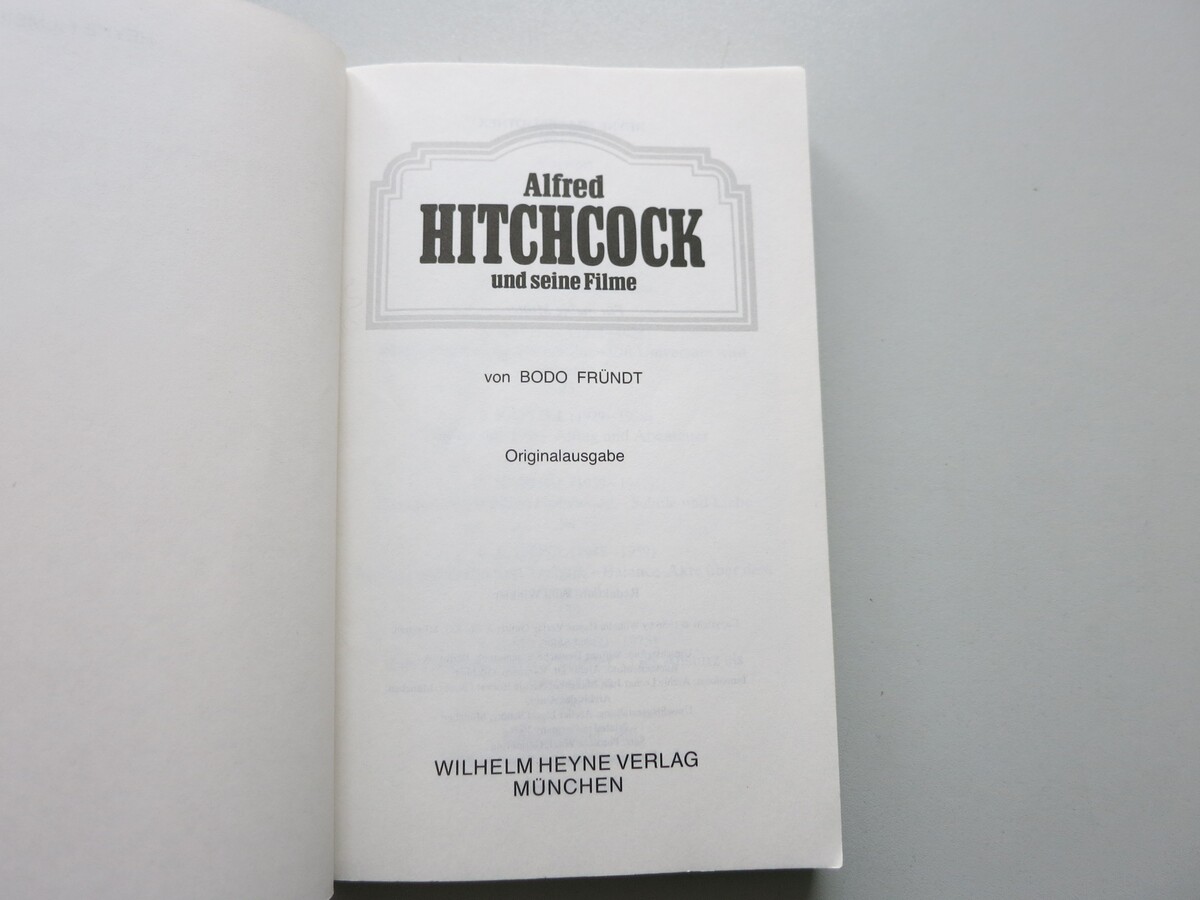 Alfred
HITCHCOCK
und seine Filme
von BODO FRÜNDT
Originalausgabe
WILHELM HEYNE VERLAG
MÜNCHEN